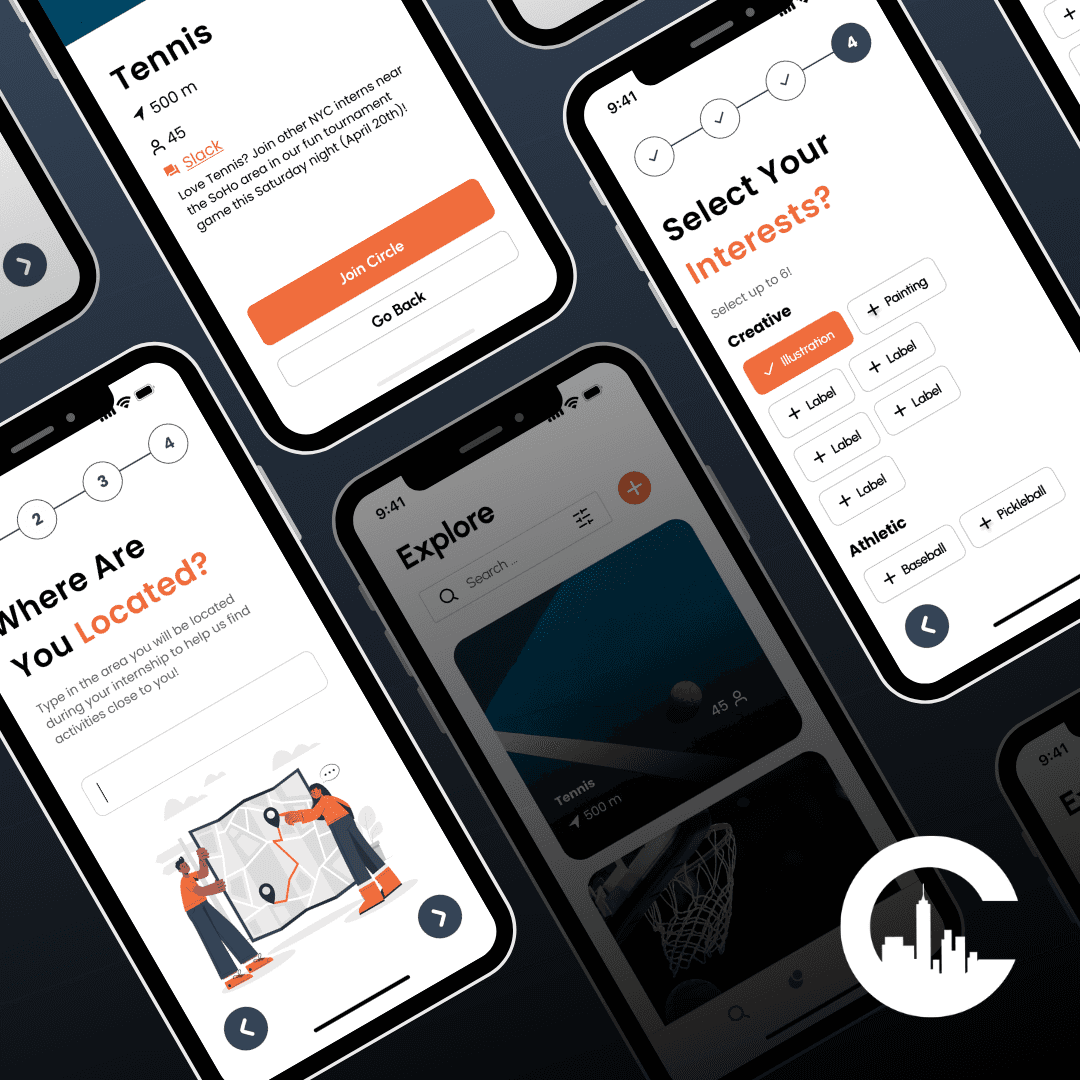 Tennis
500 m
45
Slack
Love Tennis? Join other NYC interns near
the SoHo area in our fun tournament
game this Saturday night (April 20th)!
Join Circle
Go Back
9:41
4
Select Your
Interests?
Select up to 6!
Creative
Illustration
Painting
Label
Label
Label
Label
Label
Athletic
Baseball
Pickleball
2
3
4
Where Are
You Located?
Type in the area you will be located
during your internship to help us find
activities close to you!
9:41
Explore
Search ...
45
Tennis
500 m
9:41
Ex